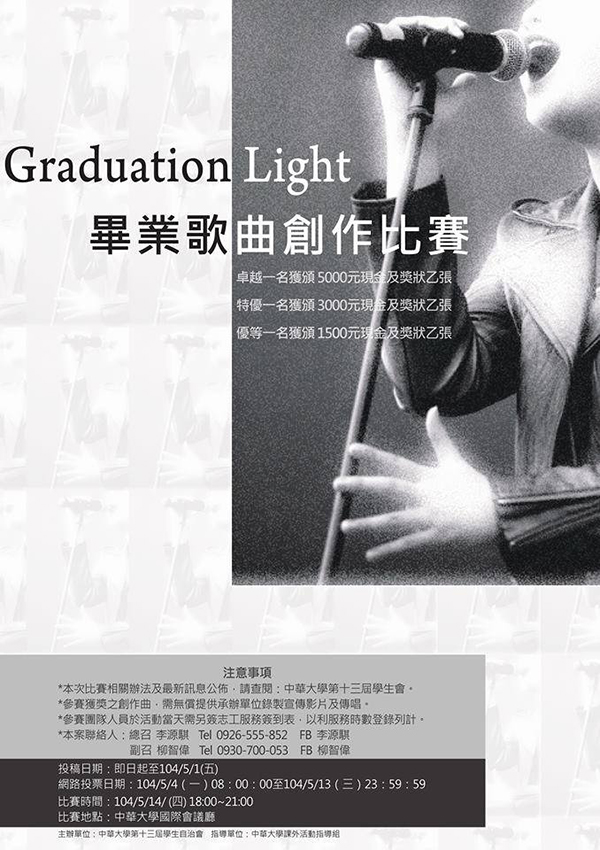 Graduation Light
畢業歌曲創作比賽
卓越一名獲頒 5000元現金及獎狀乙張
特優一名獲頒 3000元現金及獎狀乙張
優等一名獲頒 1500元現金及獎狀乙張
注意事項
*本次比賽相關辦法及最新訊息公佈，請查閱：中華大學第十三屆學生會。
*參賽獲獎之創作曲，需無償提供承辦單位錄製宣傳影片及傳唱。
*參賽團隊人員於活動當天需另簽志工服務簽到表，以利服務時數登錄列計。
*本案聯絡人：總召 李源騏 Tel 0926-555-852 FB 李源騏
副召 柳智偉 Tel 0930-700-053 FB 柳智偉
投稿日期：即日起至104/5/1(五)
網路投票日期：104/5/4（一）08：00：00至104/5/13（三）23：59：59
比賽時間：104/5/14/ (四) 18:00~21:00
比賽地點：中華大學國際會議廳
主辦單位：中華大學第十三屆學生自治會 指導單位：中華大學課外活動指導組